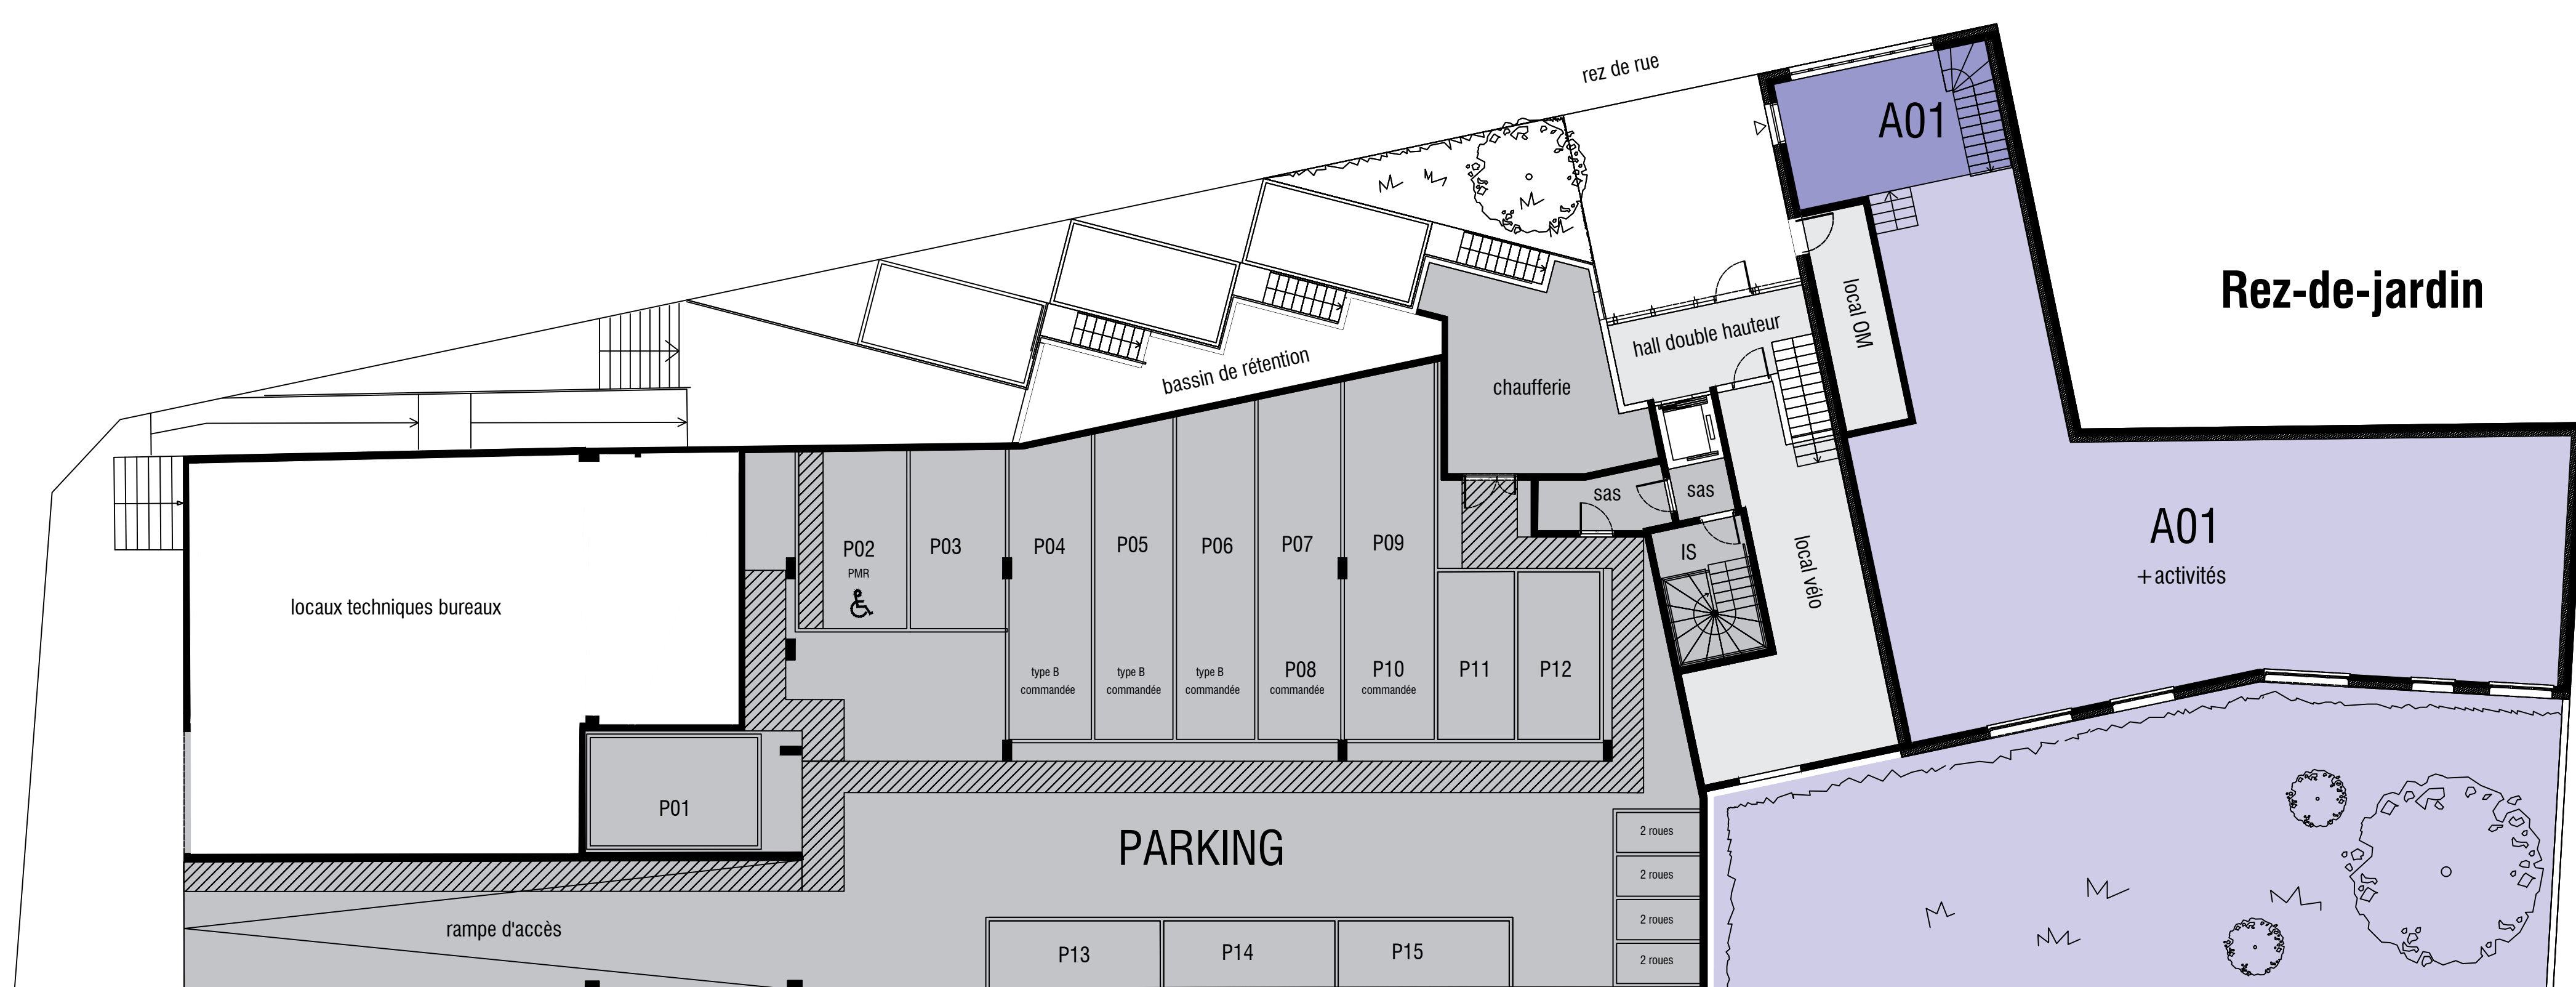 rez de rue
A01
Rez-de-jardin
local OM
hall double hauteur
bassin de rétention
chaufferie
sas
sas
A01
+activités
IS
local vélo
locaux techniques bureaux
P02
PMR
P03
P04
P05
P06
P07
P09
type B
commandée
type B
commandée
type B
commandée
P08
commandée
P10
commandée
P11
P12
P01
PARKING
2 roues
2 roues
2 roues
2 roues
rampe d'accès
P13
P14
P15